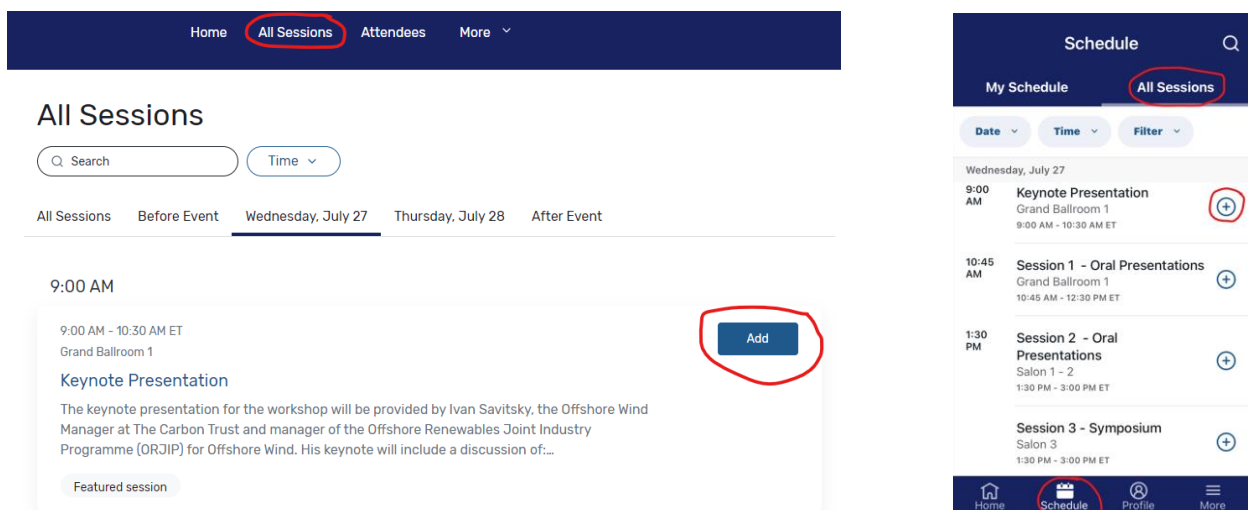 Home All Sessions Attendees More
All Sessions
Search Time
All Sessions Before Event Wednesday, July 27 Thursday, July 28 After Event
9:00 AM
9:00 AM - 10:30 AM ET
Add
Grand Ballroom 1
Keynote Presentation
The keynote presentation for the workshop will be provided by Ivan Savitsky, the Offshore Wind
Manager at The Carbon Trust and manager of the Offshore Renewables Joint Industry
Programme (ORJIP) for Offshore Wind. His keynote will include a discussion of:...
Featured session
Schedule
My Schedule All Sessions
Date Time Filter
Wednesday, July 27
9:00
AM
Keynote Presentation
Grand Ballroom 1
9:00 AM - 10:30 AM ET
10:45
AM
Session 1 - Oral Presentations
Grand Ballroom 1
10:45 AM - 12:30 PM ET
1:30
PM
Session 2 - Oral
Presentations
Salon 1 - 2
1:30 PM - 3:00 PM ET
Session 3 - Symposium
Salon 3
1:30 PM - 3:00 PM ET
Home Schedule Profile More